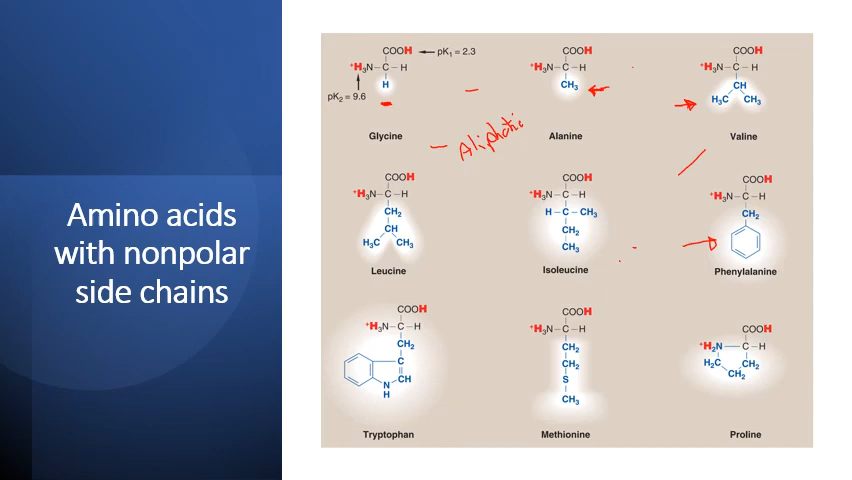 Amino acids
with nonpolar
side chains
COOH
pK₁ = 2.3
⁺H₃N–C–H
H
pK₂ = 9.6
Glycine
COOH
⁺H₃N–C–H
CH₃
Alanine
COOH
⁺H₃N–C–H
CH
H₃C CH₃
Valine
Aliphatic
COOH
⁺H₃N–C–H
CH₂
CH
H₃C CH₃
Leucine
COOH
⁺H₃N–C–H
H–C–CH₃
CH₂
CH₃
Isoleucine
COOH
⁺H₃N–C–H
CH₂
Phenylalanine
COOH
⁺H₃N–C–H
CH₂
C
CH
N
H
Tryptophan
COOH
⁺H₃N–C–H
CH₂
CH₂
S
CH₃
Methionine
COOH
⁺H₂N–C–H
H₂C CH₂
CH₂
Proline